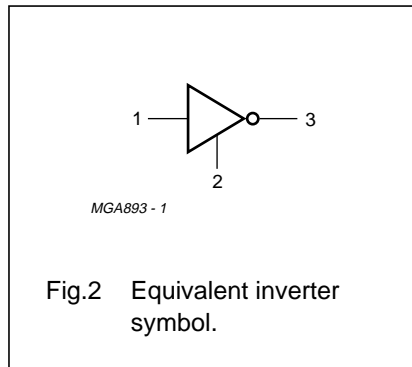 1
3
2
MGA893 - 1
Fig.2 Equivalent inverter
symbol.